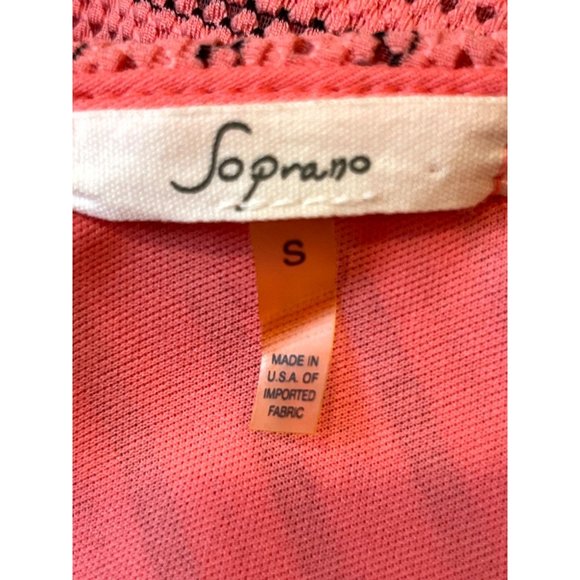 Soprano
S
MADE IN
U.S.A. OF
IMPORTED
FABRIC